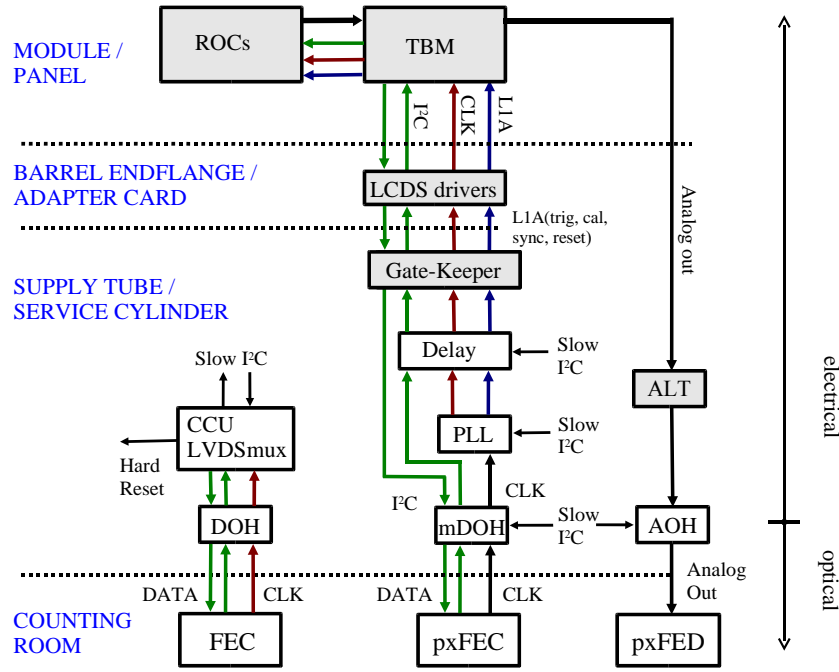 ROCs
TBM
MODULE /
PANEL
I²C
CLK
L1A
BARREL ENDFLANGE /
ADAPTER CARD
LCDS drivers
L1A(trig, cal,
sync, reset)
Analog out
Gate-Keeper
SUPPLY TUBE /
SERVICE CYLINDER
Delay
Slow
I²C
Slow I²C
ALT
electrical
CCU
LVDSmux
PLL
Slow
I²C
Hard
Reset
I²C
CLK
DOH
mDOH
Slow
I²C
AOH
optical
DATA
CLK
DATA
CLK
Analog
Out
COUNTING
ROOM
FEC
pxFEC
pxFED